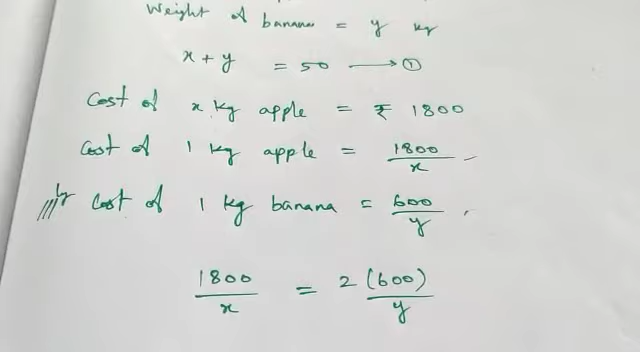 Weight of banana = y kg
x + y = 50 ⟶ ①
Cost of x kg apple = ₹ 1800
Cost of 1 kg apple = 1800/x
|||ly Cost of 1 kg banana = 600/y
1800/x = 2(600)/y